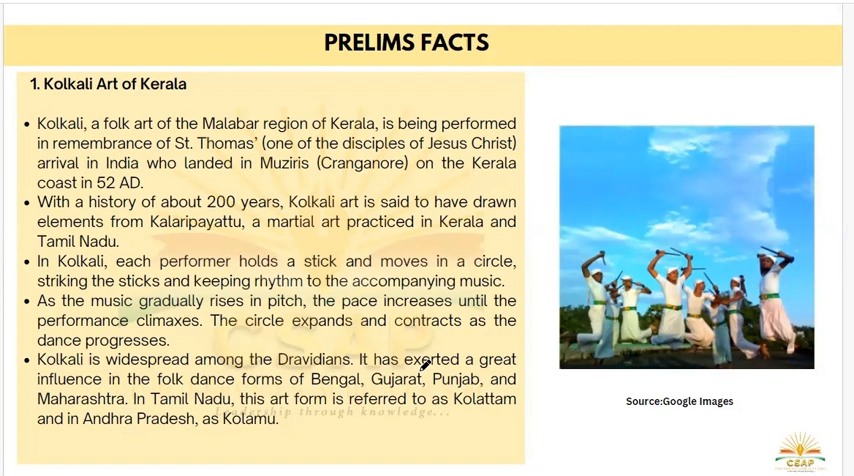 PRELIMS FACTS
1. Kolkali Art of Kerala
• Kolkali, a folk art of the Malabar region of Kerala, is being performed
in remembrance of St. Thomas' (one of the disciples of Jesus Christ)
arrival in India who landed in Muziris (Cranganore) on the Kerala
coast in 52 AD.
• With a history of about 200 years, Kolkali art is said to have drawn
elements from Kalaripayattu, a martial art practiced in Kerala and
Tamil Nadu.
• In Kolkali, each performer holds a stick and moves in a circle,
striking the sticks and keeping rhythm to the accompanying music.
• As the music gradually rises in pitch, the pace increases until the
performance climaxes. The circle expands and contracts as the
dance progresses.
• Kolkali is widespread among the Dravidians. It has exerted a great
influence in the folk dance forms of Bengal, Gujarat, Punjab, and
Maharashtra. In Tamil Nadu, this art form is referred to as Kolattam
and in Andhra Pradesh, as Kolamu.
CSAP
Leadership through knowledge...
Source:Google Images
CSAP